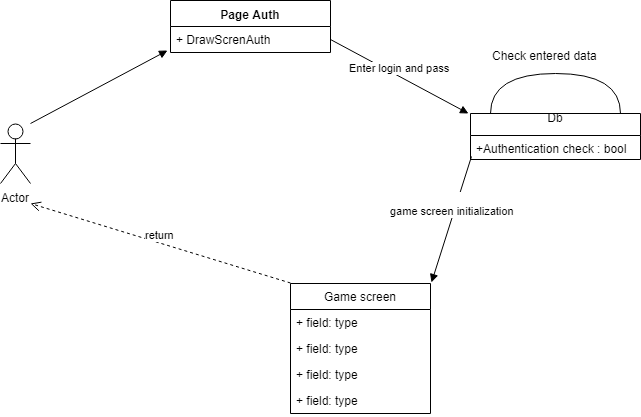 Page Auth
+ DrawScrenAuth
Enter login and pass
Check entered data
Db
+Authentication check : bool
Actor
game screen initialization
return
Game screen
+ field: type
+ field: type
+ field: type
+ field: type